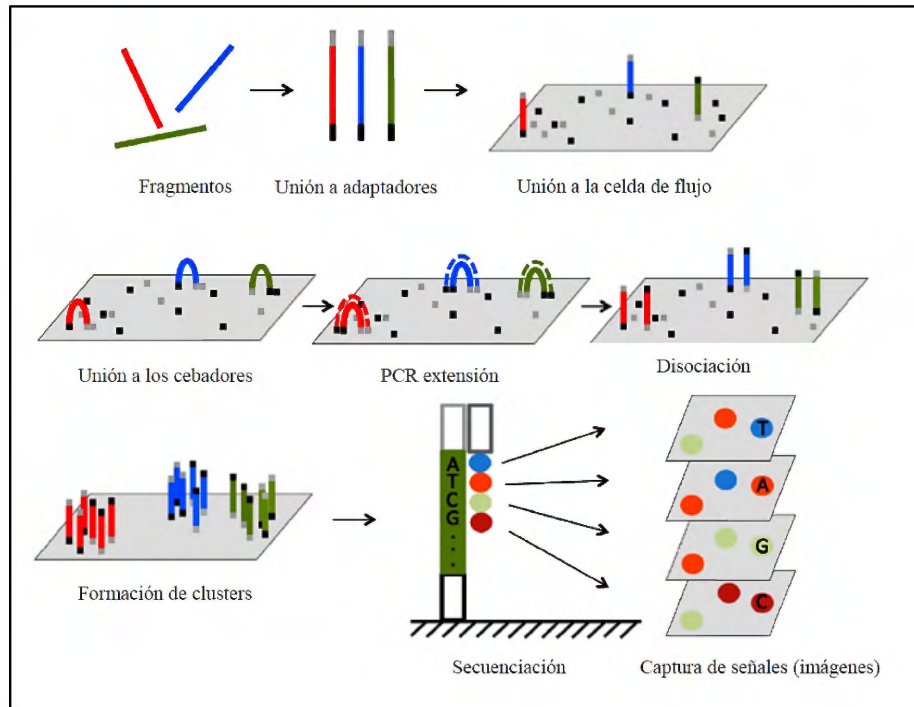 Fragmentos
Unión a adaptadores
Unión a la celda de flujo
Unión a los cebadores
PCR extensión
Disociación
Formación de clusters
A
T
C
G
.
.
.
T
A
G
C
Secuenciación
Captura de señales (imágenes)